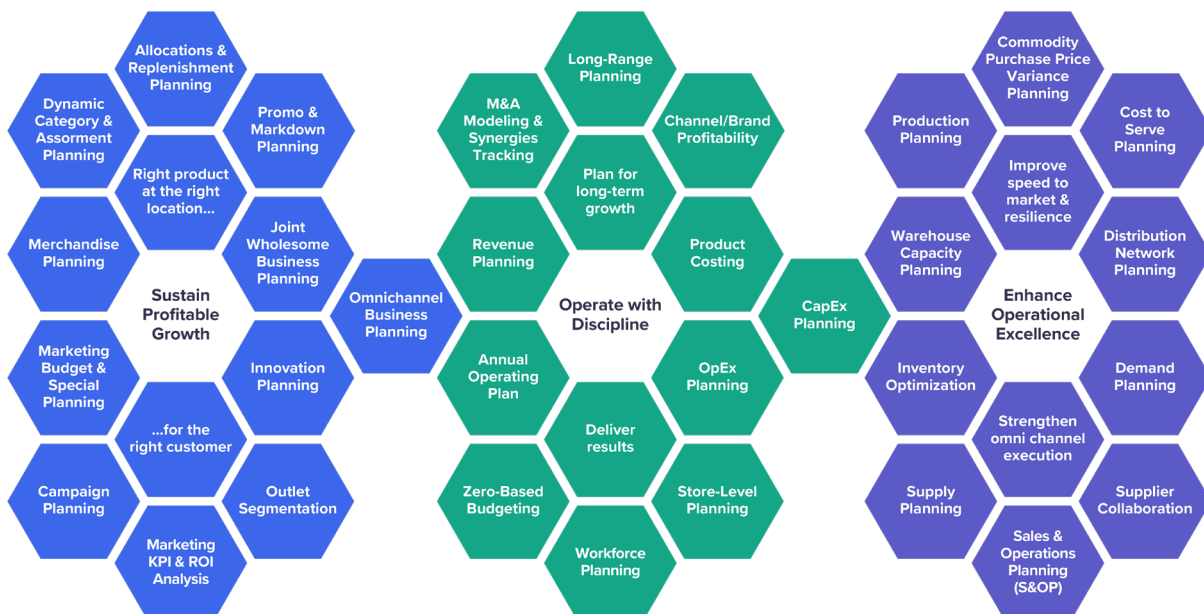 Allocations &
Replenishment
Planning
Dynamic
Category &
Assorment
Planning
Promo &
Markdown
Planning
Right product
at the right
location...
Merchandise
Planning
Joint
Wholesome
Business
Planning
Sustain
Profitable
Growth
Omnichannel
Business
Planning
Marketing
Budget &
Special
Planning
Innovation
Planning
...for the
right customer
Campaign
Planning
Outlet
Segmentation
Marketing
KPI & ROI
Analysis
Long-Range
Planning
M&A
Modeling &
Synergies
Tracking
Channel/Brand
Profitability
Plan for
long-term
growth
Revenue
Planning
Product
Costing
Operate with
Discipline
CapEx
Planning
Annual
Operating
Plan
OpEx
Planning
Deliver
results
Zero-Based
Budgeting
Store-Level
Planning
Workforce
Planning
Commodity
Purchase Price
Variance
Planning
Production
Planning
Cost to
Serve
Planning
Improve
speed to
market &
resilience
Warehouse
Capacity
Planning
Distribution
Network
Planning
Enhance
Operational
Excellence
Inventory
Optimization
Demand
Planning
Strengthen
omni channel
execution
Supply
Planning
Supplier
Collaboration
Sales &
Operations
Planning
(S&OP)